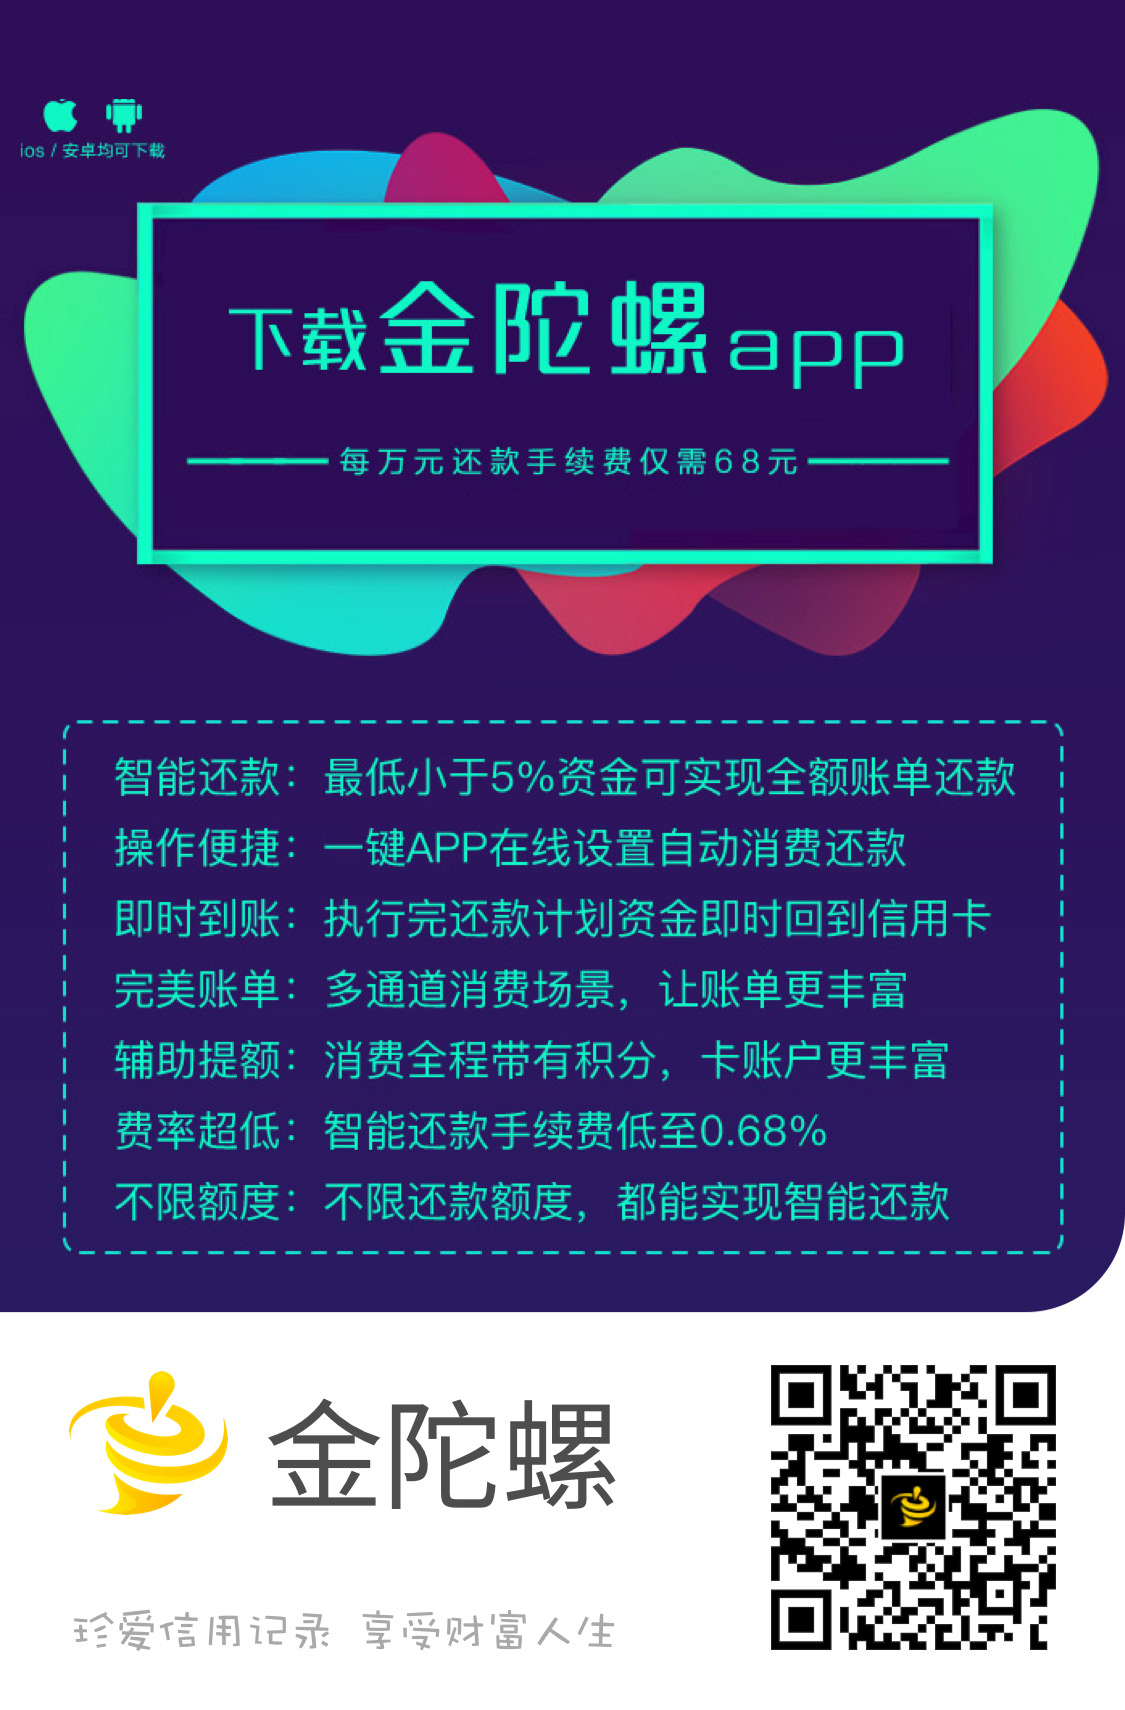 ios / 安卓均可下载
下载金陀螺app
每万元还款手续费仅需68元
智能还款：最低小于5%资金可实现全额账单还款
操作便捷：一键APP在线设置自动消费还款
即时到账：执行完还款计划资金即时回到信用卡
完美账单：多通道消费场景，让账单更丰富
辅助提额：消费全程带有积分，卡账户更丰富
费率超低：智能还款手续费低至0.68%
不限额度：不限还款额度，都能实现智能还款
金陀螺
珍爱信用记录 享受财富人生